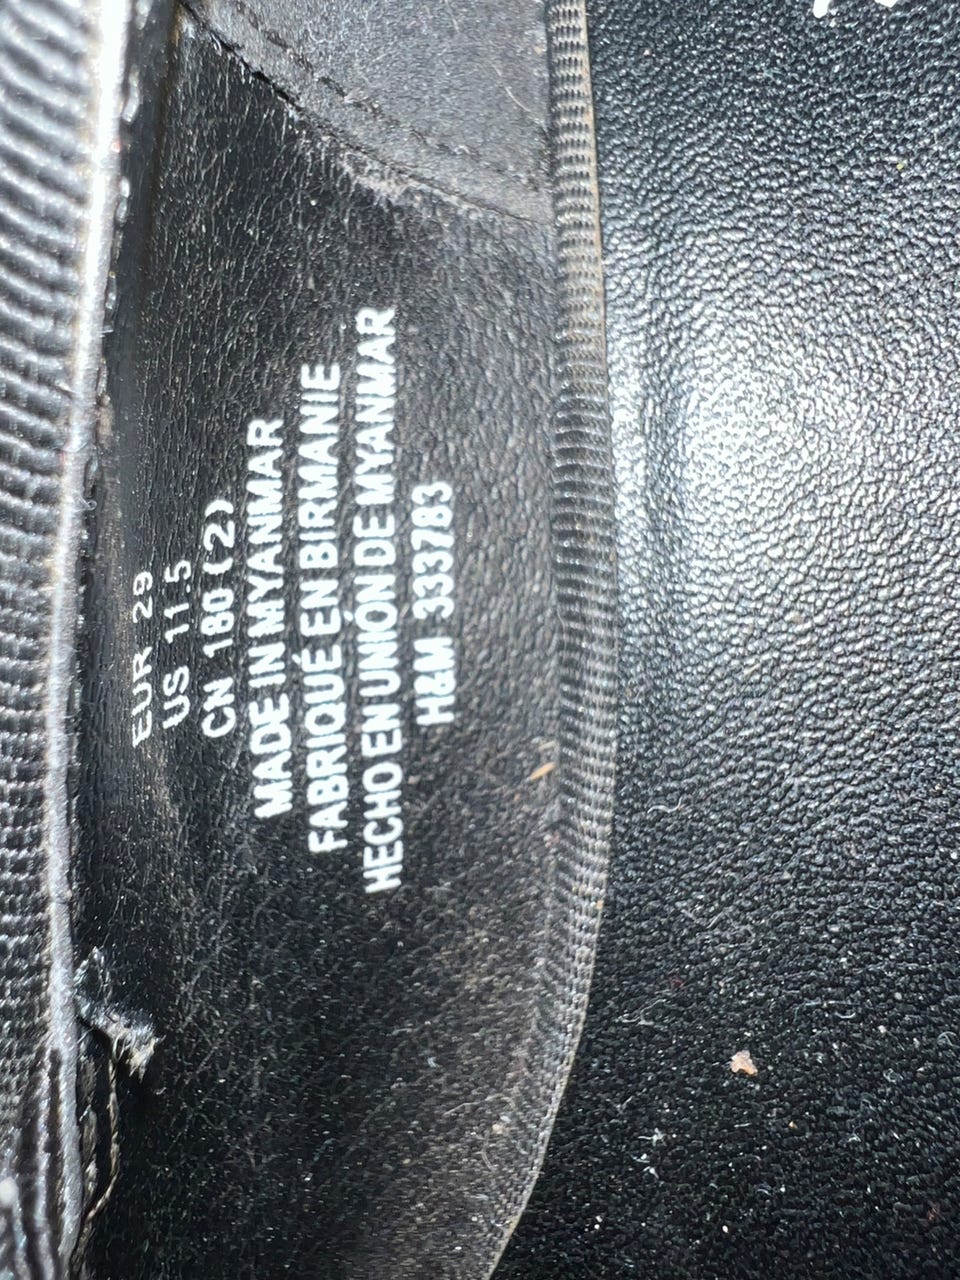 EUR 29
US 11.5
CN 180 (2)
MADE IN MYANMAR
FABRIQUÉ EN BIRMANIE
HECHO EN UNIÓN DE MYANMAR
H&M 333783